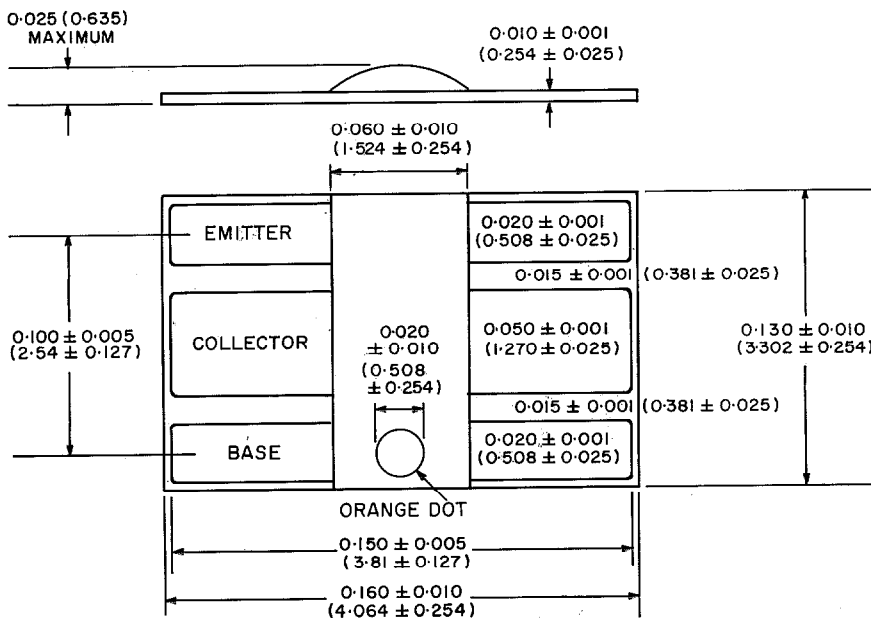 0·025 (0·635)
MAXIMUM
0·010 ± 0·001
(0·254 ± 0·025)
0·060 ± 0·010
(1·524 ± 0·254)
EMITTER
0·020 ± 0·001
(0·508 ± 0·025)
0·015 ± 0·001 (0·381 ± 0·025)
0·100 ± 0·005
(2·54 ± 0·127)
COLLECTOR
0·020
± 0·010
(0·508
± 0·254)
0·050 ± 0·001
(1·270 ± 0·025)
0·130 ± 0·010
(3·302 ± 0·254)
0·015 ± 0·001 (0·381 ± 0·025)
BASE
0·020 ± 0·001
(0·508 ± 0·025)
ORANGE DOT
0·150 ± 0·005
(3·81 ± 0·127)
0·160 ± 0·010
(4·064 ± 0·254)